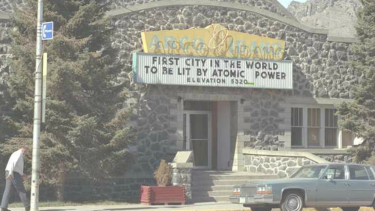 ARCO IDAHO
FIRST CITY IN THE WORLD
TO BE LIT BY ATOMIC POWER
ELEVATION 5320